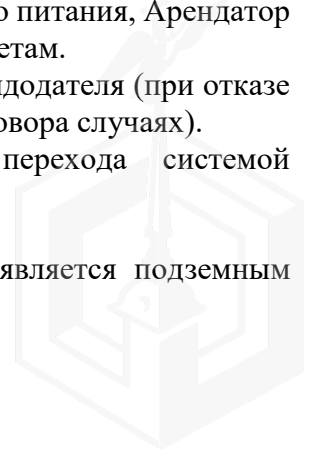 о питания, Арендатор
етам.
ндодателя (при отказе
овора случаях).
перехода системой
является подземным